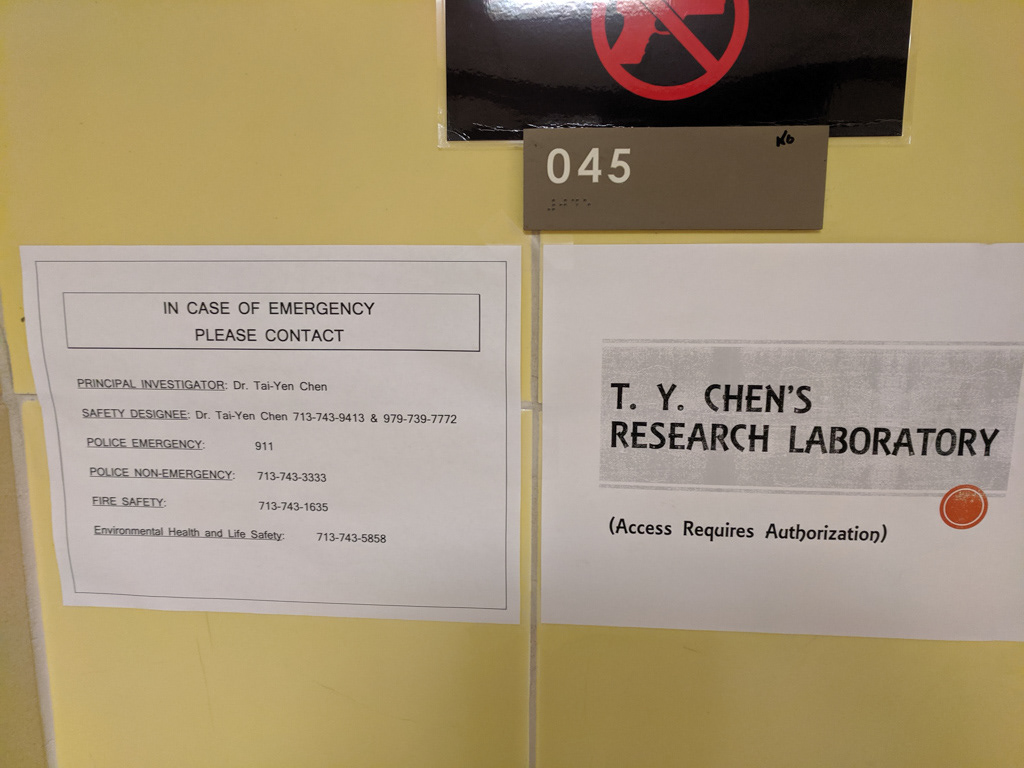 045
NO
IN CASE OF EMERGENCY
PLEASE CONTACT
PRINCIPAL INVESTIGATOR: Dr. Tai-Yen Chen
SAFETY DESIGNEE: Dr. Tai-Yen Chen 713-743-9413 & 979-739-7772
POLICE EMERGENCY: 911
POLICE NON-EMERGENCY: 713-743-3333
FIRE SAFETY: 713-743-1635
Environmental Health and Life Safety: 713-743-5858
T. Y. CHEN'S
RESEARCH LABORATORY
(Access Requires Authorization)